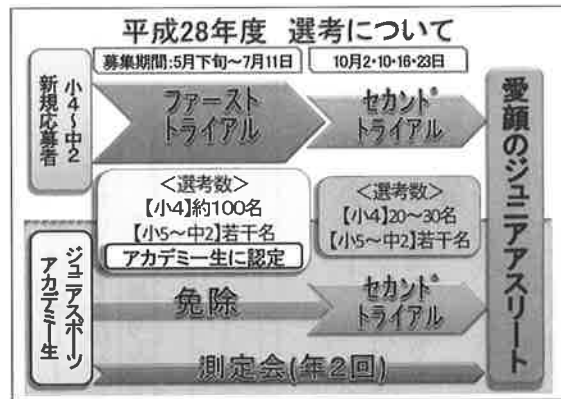 平成28年度 選考について
募集期間:5月下旬~7月11日
10月2・10・16・23日
小4~中2
新規応募者
ファースト
トライアル
セカンド
トライアル
愛顔のジュニアアスリート
<選考数>
【小4】約100名
【小5~中2】若干名
アカデミー生に認定
<選考数>
【小4】20~30名
【小5~中2】若干名
ジュニアスポーツ
アカデミー生
免除
セカンド
トライアル
測定会(年2回)